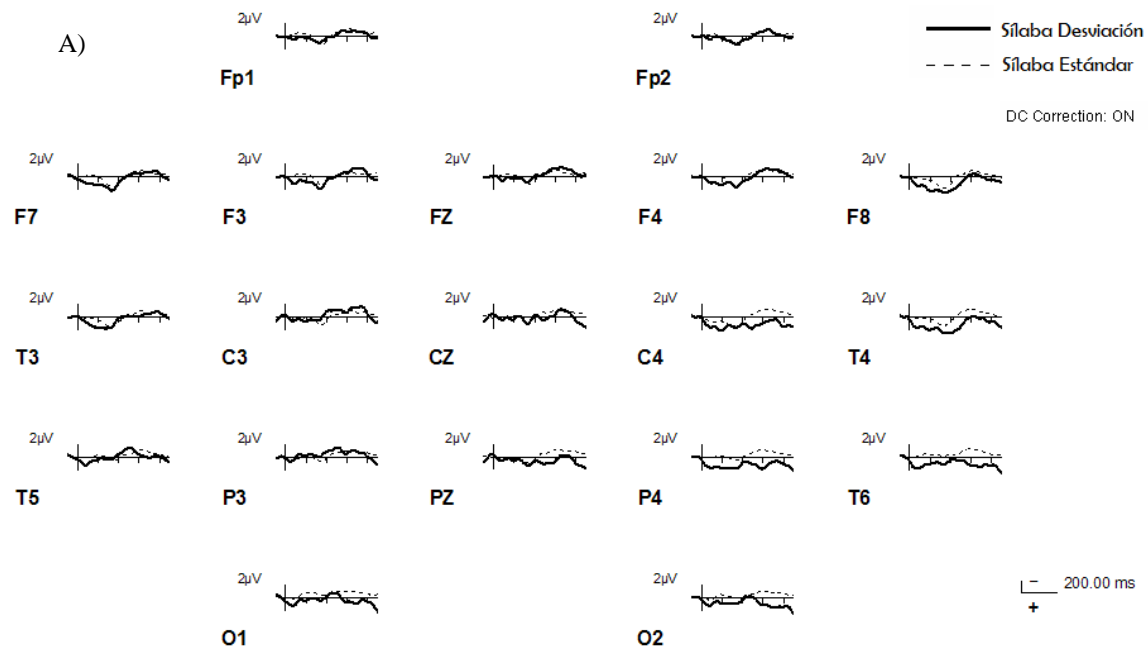 A)
2µV
2µV
Sílaba Desviación
Sílaba Estándar
Fp1
Fp2
DC Correction: ON
2µV
2µV
2µV
2µV
2µV
F7
F3
FZ
F4
F8
2µV
2µV
2µV
2µV
2µV
T3
C3
CZ
C4
T4
2µV
2µV
2µV
2µV
2µV
T5
P3
PZ
P4
T6
2µV
2µV
− 200.00 ms
+
O1
O2